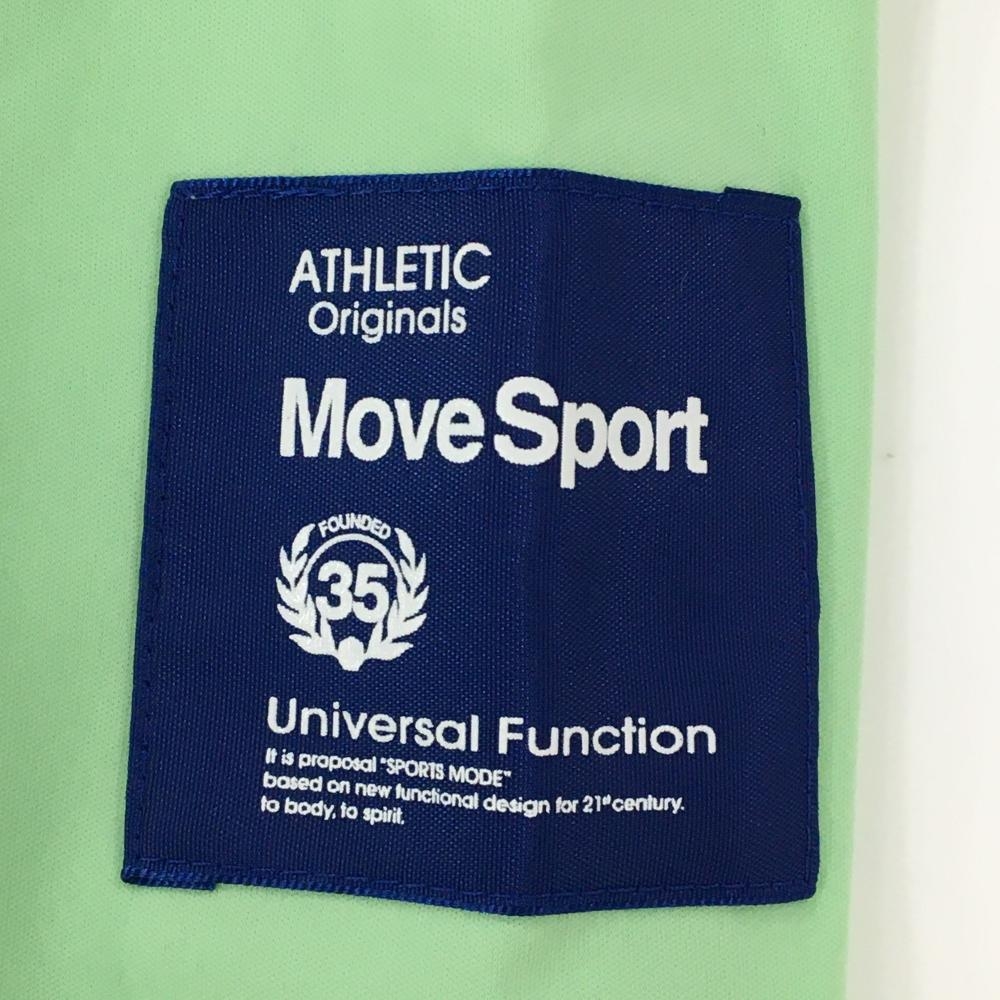 ATHLETIC
Originals
Move Sport
FOUNDED
35
Universal Function
It is proposal "SPORTS MODE"
based on new functional design for 21st century.
to body, to spirit.